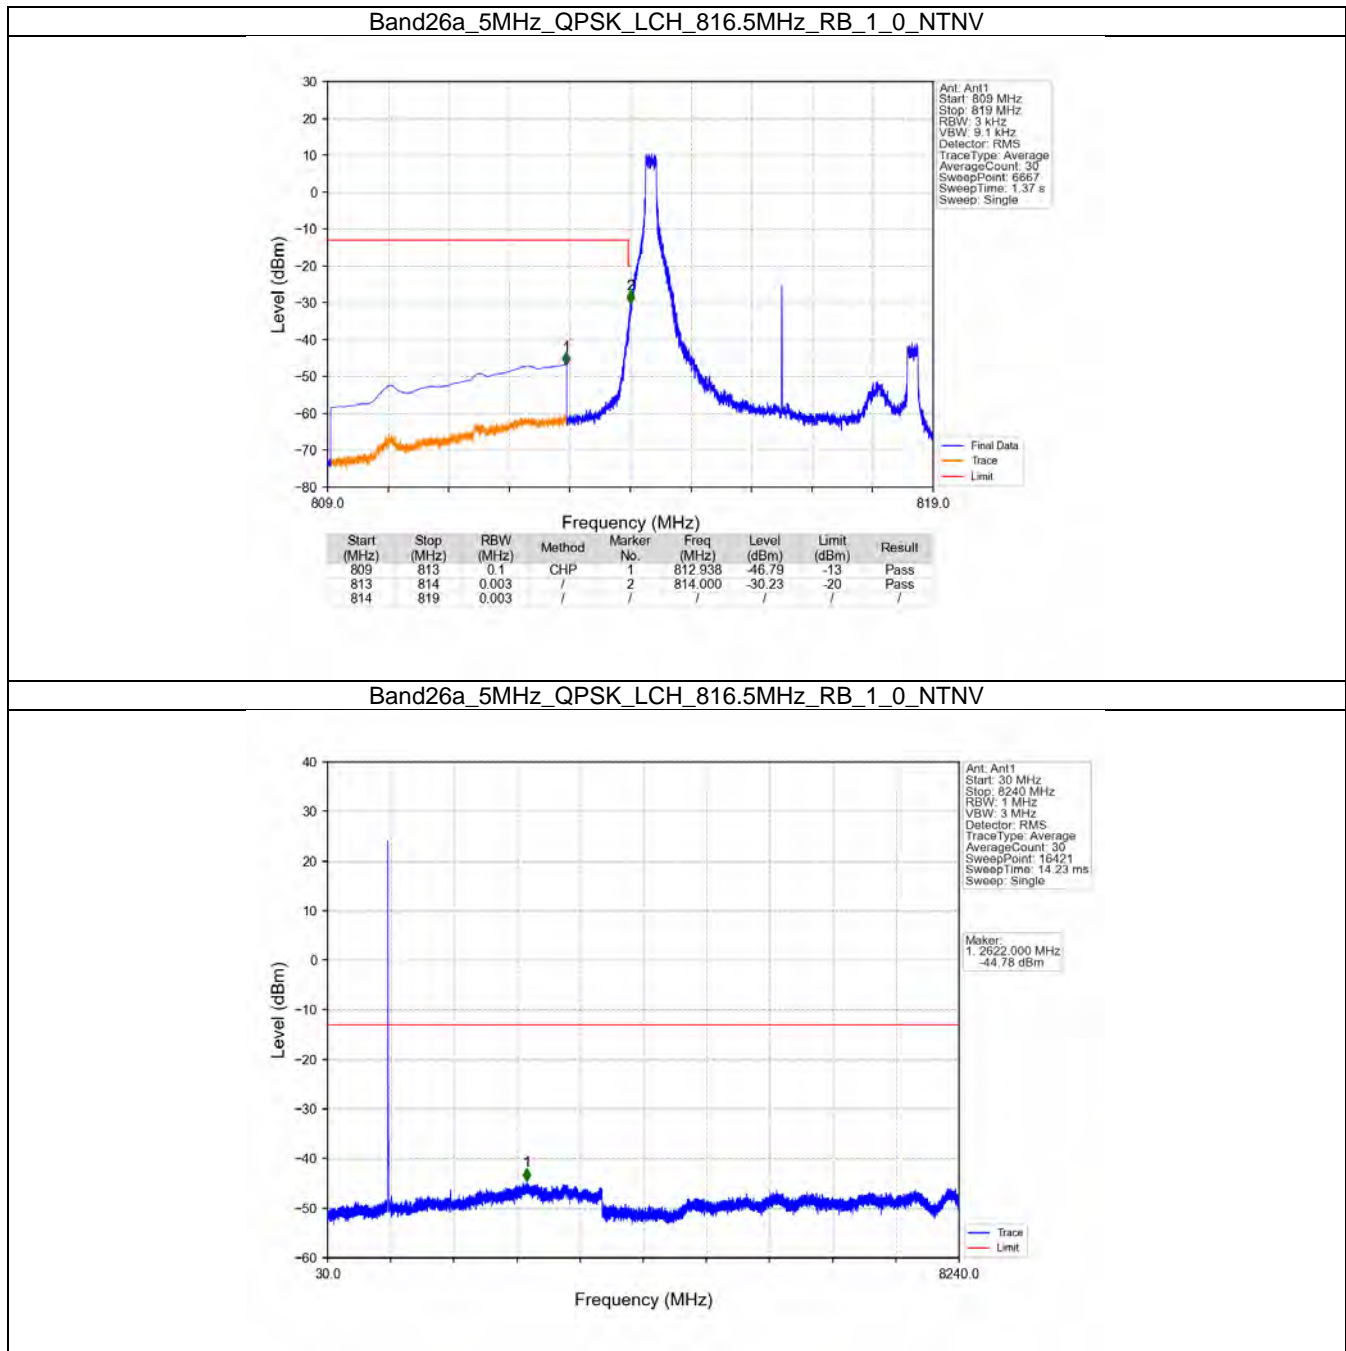 Band26a_5MHz_QPSK_LCH_816.5MHz_RB_1_0_NTNV
30
20
10
0
−10
−20
−30
−40
−50
−60
−70
−80
Level (dBm)
1
2
809.0
819.0
Frequency (MHz)
Ant: Ant1
Start: 809 MHz
Stop: 819 MHz
RBW: 3 kHz
VBW: 9.1 kHz
Detector: RMS
TraceType: Average
AverageCount: 30
SweepPoint: 6667
SweepTime: 1.37 s
Sweep: Single
Final Data
Trace
Limit
Start (MHz) Stop (MHz) RBW (MHz) Method Marker No. Freq (MHz) Level (dBm) Limit (dBm) Result
809 813 0.1 CHP 1 812.938 -46.79 -13 Pass
813 814 0.003 / 2 814.000 -30.23 -20 Pass
814 819 0.003 / / / / / /
Band26a_5MHz_QPSK_LCH_816.5MHz_RB_1_0_NTNV
40
30
20
10
0
−10
−20
−30
−40
−50
−60
Level (dBm)
1
30.0
8240.0
Frequency (MHz)
Ant: Ant1
Start: 30 MHz
Stop: 8240 MHz
RBW: 1 MHz
VBW: 3 MHz
Detector: RMS
TraceType: Average
AverageCount: 30
SweepPoint: 16421
SweepTime: 14.23 ms
Sweep: Single
Maker:
1. 2622.000 MHz
-44.78 dBm
Trace
Limit